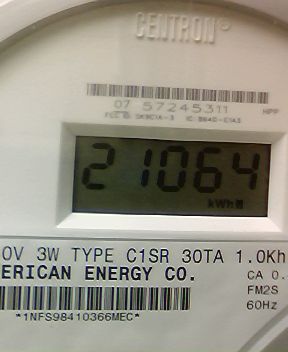 CENTRON®
07 57245311 HPP
21064
kWh
0V 3W TYPE C1SR 30TA 1.0Kh
ERICAN ENERGY CO. CA 0.
FM2S
60Hz
*1NFS98410366MEC*